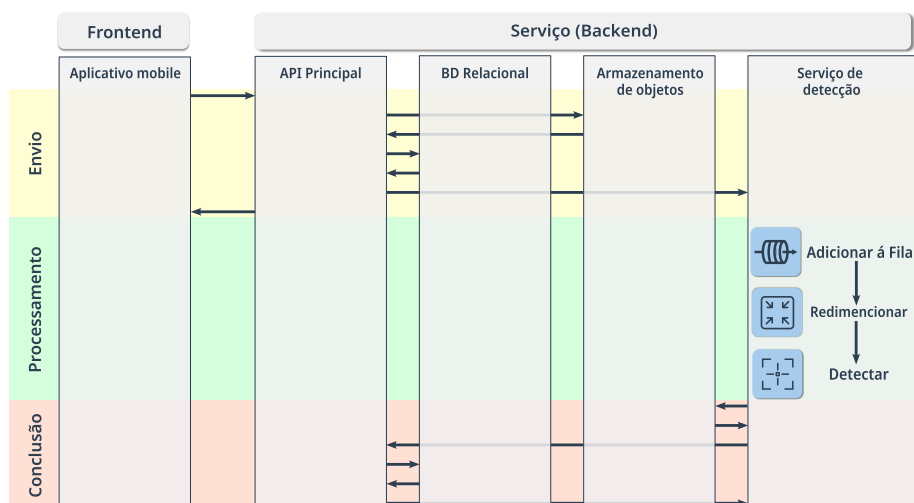 Frontend
Serviço (Backend)
Aplicativo mobile
API Principal
BD Relacional
Armazenamento
de objetos
Serviço de
detecção
Envio
Processamento
Adicionar á Fila
Redimencionar
Detectar
Conclusão